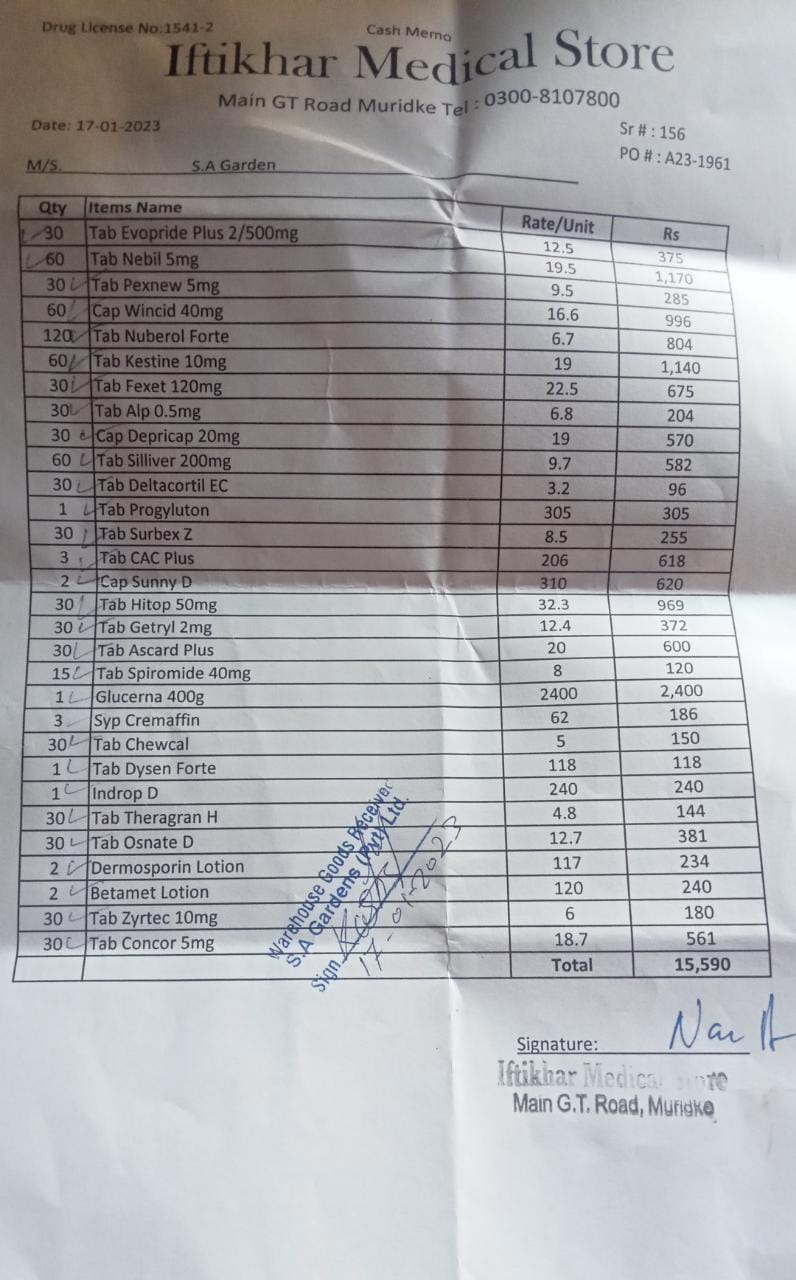 Drug License No:1541-2
Cash Memo
Iftikhar Medical Store
Main GT Road Muridke Tel : 0300-8107800
Date: 17-01-2023
Sr # : 156
PO # : A23-1961
M/S. S.A Garden
Qty Items Name Rate/Unit Rs
30 Tab Evopride Plus 2/500mg 12.5 375
60 Tab Nebil 5mg 19.5 1,170
30 Tab Pexnew 5mg 9.5 285
60 Cap Wincid 40mg 16.6 996
120 Tab Nuberol Forte 6.7 804
60 Tab Kestine 10mg 19 1,140
30 Tab Fexet 120mg 22.5 675
30 Tab Alp 0.5mg 6.8 204
30 Cap Depricap 20mg 19 570
60 Tab Silliver 200mg 9.7 582
30 Tab Deltacortil EC 3.2 96
1 Tab Progyluton 305 305
30 Tab Surbex Z 8.5 255
3 Tab CAC Plus 206 618
2 Cap Sunny D 310 620
30 Tab Hitop 50mg 32.3 969
30 Tab Getryl 2mg 12.4 372
30 Tab Ascard Plus 20 600
15 Tab Spiromide 40mg 8 120
1 Glucerna 400g 2400 2,400
3 Syp Cremaffin 62 186
30 Tab Chewcal 5 150
1 Tab Dysen Forte 118 118
1 Indrop D 240 240
30 Tab Theragran H 4.8 144
30 Tab Osnate D 12.7 381
2 Dermosporin Lotion 117 234
2 Betamet Lotion 120 240
30 Tab Zyrtec 10mg 6 180
30 Tab Concor 5mg 18.7 561
Total 15,590
Warehouse Goods Receiver
S.A Gardens (Pvt) Ltd.
Sign
17-01-2023
Signature:
Iftikhar Medical Store
Main G.T. Road, Muridke